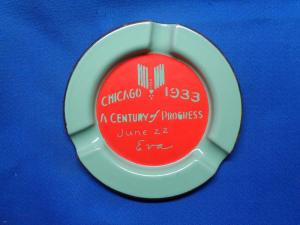 CHICAGO 1933
A CENTURY of PROGRESS
June 22
Eva